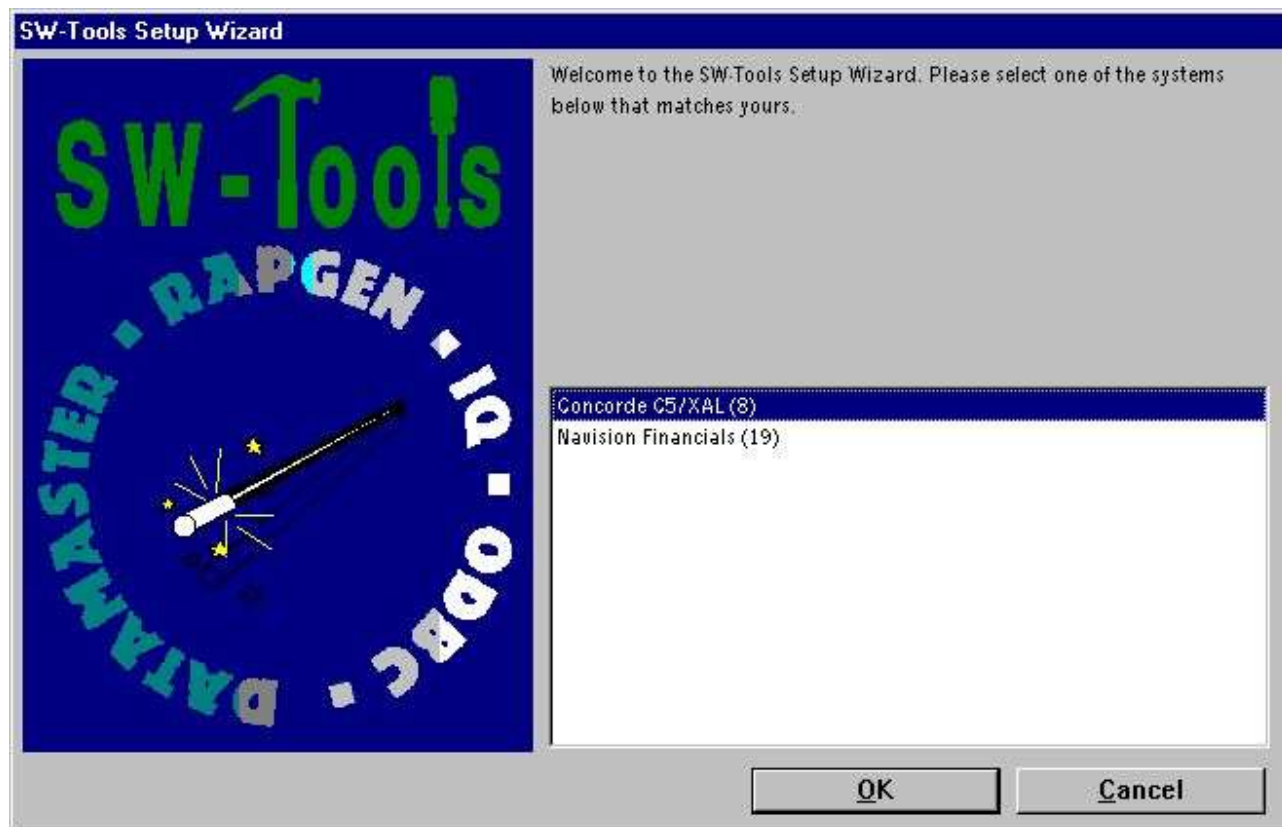 SW-Tools Setup Wizard
SW-Tools
DATAMASTER · RAPGEN · IQ · ODBC ·
Welcome to the SW-Tools Setup Wizard. Please select one of the systems
below that matches yours.
Concorde C5/XAL (8)
Navision Financials (19)
OK
Cancel